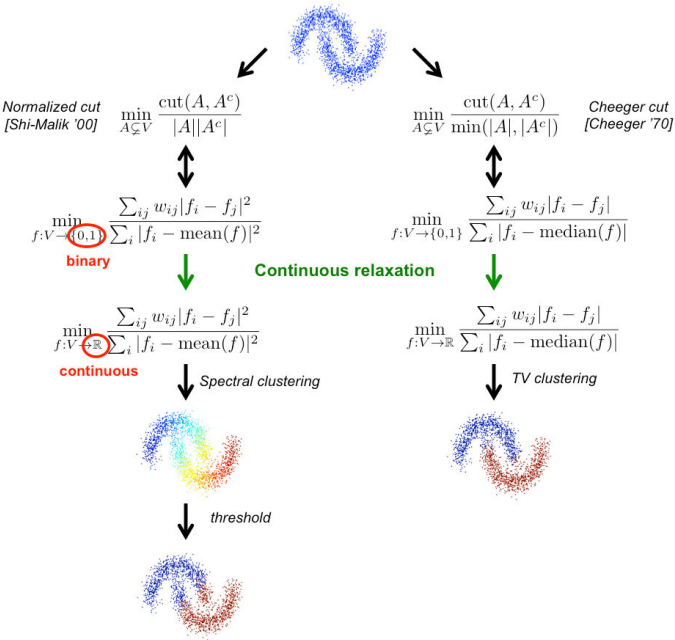 Normalized cut
[Shi-Malik '00]
min_{A⊊V} cut(A, A^c) / |A||A^c|
min_{A⊊V} cut(A, A^c) / min(|A|, |A^c|)
Cheeger cut
[Cheeger '70]
min_{f:V→{0,1}} ∑_{ij} w_{ij}|f_i − f_j|^2 / ∑_i |f_i − mean(f)|^2
min_{f:V→{0,1}} ∑_{ij} w_{ij}|f_i − f_j| / ∑_i |f_i − median(f)|
binary
Continuous relaxation
min_{f:V→ℝ} ∑_{ij} w_{ij}|f_i − f_j|^2 / ∑_i |f_i − mean(f)|^2
min_{f:V→ℝ} ∑_{ij} w_{ij}|f_i − f_j| / ∑_i |f_i − median(f)|
continuous
Spectral clustering
TV clustering
threshold